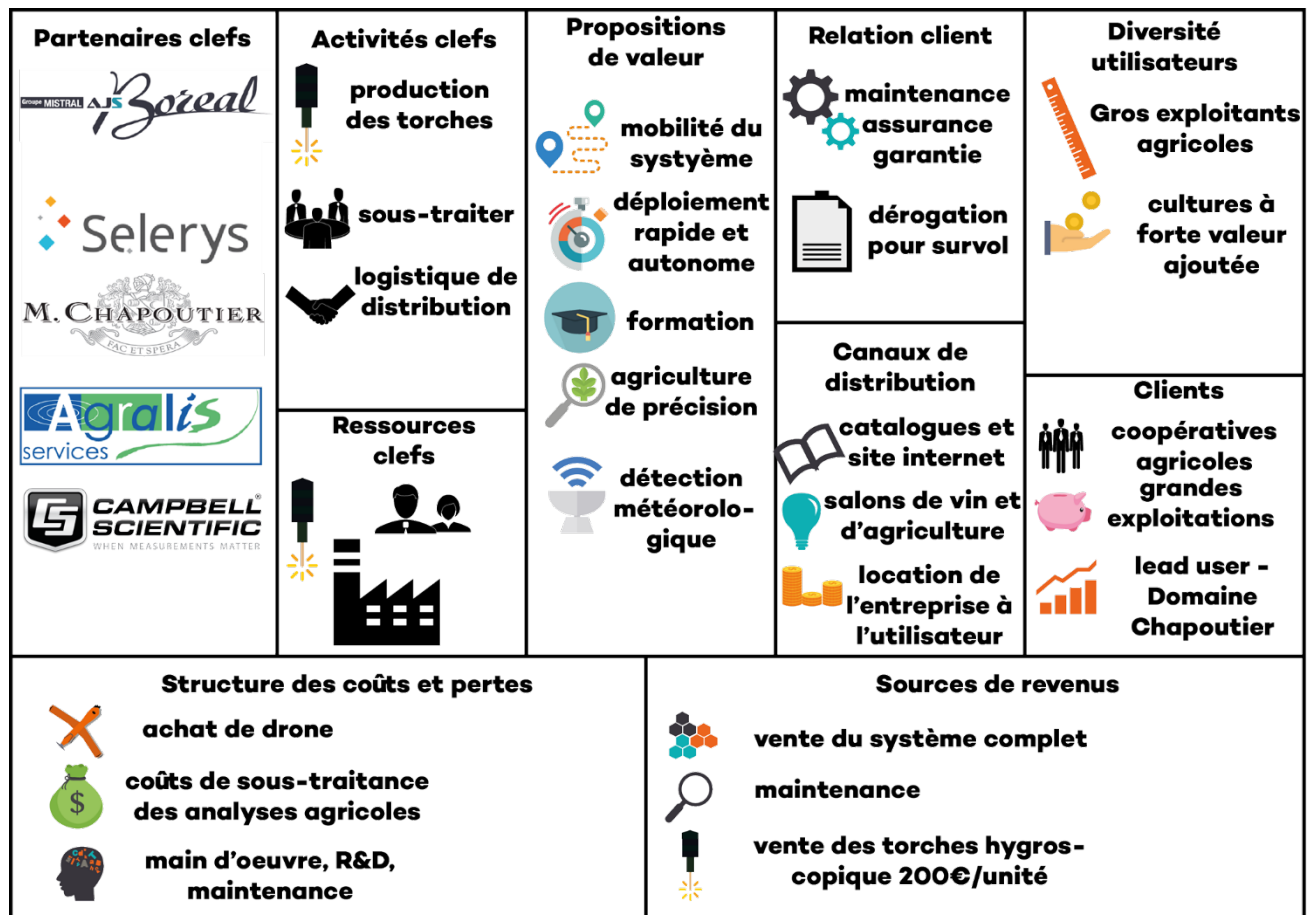 Partenaires clefs
Groupe MISTRAL AJS Boreal
Selerys
M. CHAPOUTIER
FAC ET SPERA
Agralis
services
CS CAMPBELL
SCIENTIFIC®
WHEN MEASUREMENTS MATTER
Activités clefs
production
des torches
sous-traiter
logistique de
distribution
Ressources
clefs
Propositions
de valeur
mobilité du
systyème
déploiement
rapide et
autonome
formation
agriculture
de précision
détection
météorolo-
gique
Relation client
maintenance
assurance
garantie
dérogation
pour survol
Canaux de
distribution
catalogues et
site internet
salons de vin et
d'agriculture
location de
l'entreprise à
l'utilisateur
Diversité
utilisateurs
Gros exploitants
agricoles
cultures à
forte valeur
ajoutée
Clients
coopératives
agricoles
grandes
exploitations
lead user -
Domaine
Chapoutier
Structure des coûts et pertes
achat de drone
$
coûts de sous-traitance
des analyses agricoles
main d'oeuvre, R&D,
maintenance
Sources de revenus
vente du système complet
maintenance
vente des torches hygros-
copique 200€/unité